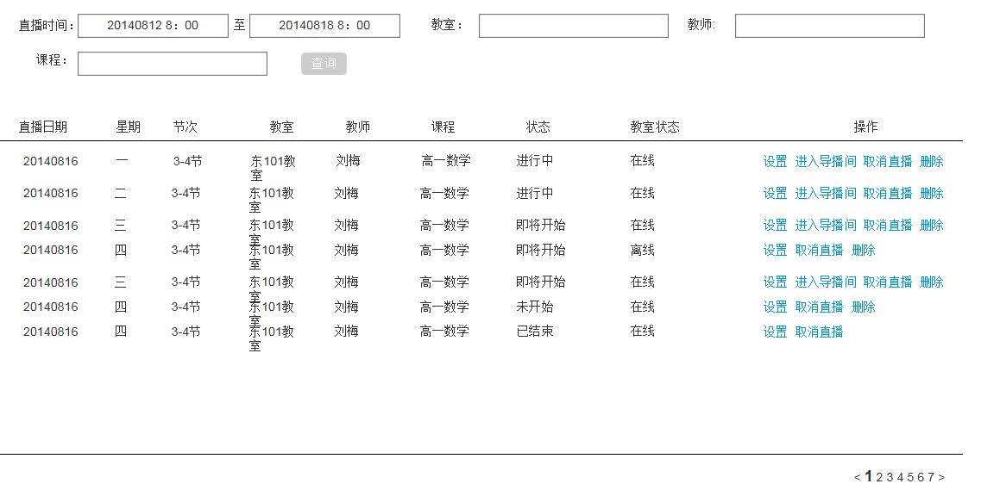 直播时间： 20140812 8：00 至 20140818 8：00 教室： 教师:
课程： 查询
直播日期 星期 节次 教室 教师 课程 状态 教室状态 操作
20140816 一 3-4节 东101教室 刘梅 高一数学 进行中 在线 设置 进入导播间 取消直播 删除
20140816 二 3-4节 东101教室 刘梅 高一数学 进行中 在线 设置 进入导播间 取消直播 删除
20140816 三 3-4节 东101教室 刘梅 高一数学 即将开始 在线 设置 进入导播间 取消直播 删除
20140816 四 3-4节 东101教室 刘梅 高一数学 即将开始 离线 设置 取消直播 删除
20140816 三 3-4节 东101教室 刘梅 高一数学 即将开始 在线 设置 进入导播间 取消直播 删除
20140816 四 3-4节 东101教室 刘梅 高一数学 未开始 在线 设置 取消直播 删除
20140816 四 3-4节 东101教室 刘梅 高一数学 已结束 在线 设置 取消直播
< 1 2 3 4 5 6 7 >